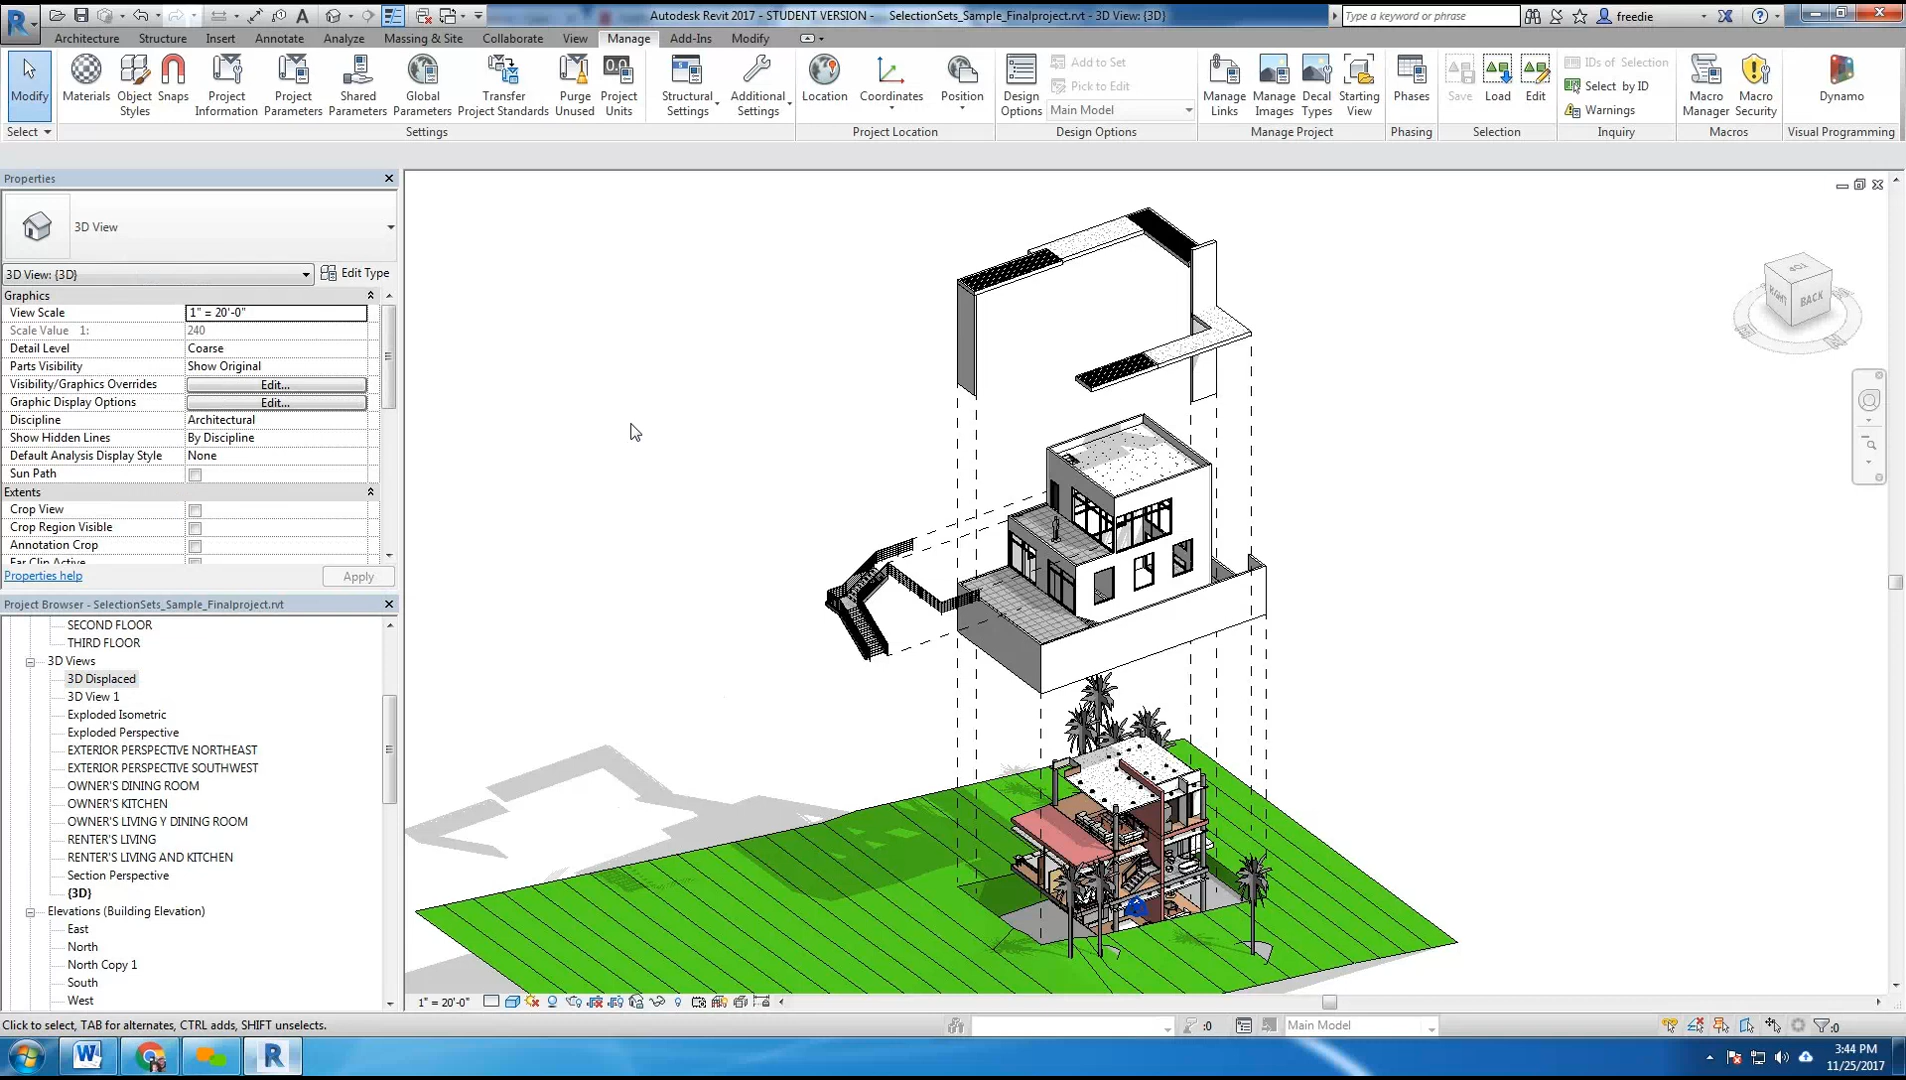 Autodesk Revit 2017 - STUDENT VERSION - SelectionSets_Sample_Finalproject.rvt - 3D View: {3D}
Type a keyword or phrase
freedie
Architecture Structure Insert Annotate Analyze Massing & Site Collaborate View Manage Add-Ins Modify
Modify
Materials
Object Styles
Snaps
Project Information
Project Parameters
Shared Parameters
Global Parameters
Transfer Project Standards
Purge Unused
Project Units
Structural Settings
Additional Settings
Location
Coordinates
Position
Design Options
Add to Set
Pick to Edit
Main Model
Manage Links
Manage Images
Decal Types
Starting View
Phases
Save
Load
Edit
IDs of Selection
Select by ID
Warnings
Macro Manager
Macro Security
Dynamo
Select Settings Project Location Design Options Manage Project Phasing Selection Inquiry Macros Visual Programming
Properties
3D View
3D View: {3D} Edit Type
Graphics
View Scale 1" = 20'-0"
Scale Value 1: 240
Detail Level Coarse
Parts Visibility Show Original
Visibility/Graphics Overrides Edit...
Graphic Display Options Edit...
Discipline Architectural
Show Hidden Lines By Discipline
Default Analysis Display Style None
Sun Path
Extents
Crop View
Crop Region Visible
Annotation Crop
Far Clip Active
Properties help Apply
Project Browser - SelectionSets_Sample_Finalproject.rvt
SECOND FLOOR
THIRD FLOOR
3D Views
3D Displaced
3D View 1
Exploded Isometric
Exploded Perspective
EXTERIOR PERSPECTIVE NORTHEAST
EXTERIOR PERSPECTIVE SOUTHWEST
OWNER'S DINING ROOM
OWNER'S KITCHEN
OWNER'S LIVING Y DINING ROOM
RENTER'S LIVING
RENTER'S LIVING AND KITCHEN
Section Perspective
{3D}
Elevations (Building Elevation)
East
North
North Copy 1
South
West
TOP
RIGHT BACK
1" = 20'-0"
Click to select, TAB for alternates, CTRL adds, SHIFT unselects.
:0
Main Model
:0
3:44 PM
11/25/2017